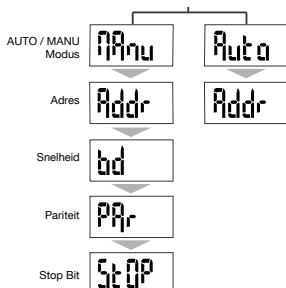 AUTO / MANU
Modus
MAnu
Auto
Adres
Addr
Addr
Snelheid
bd
Pariteit
PAr
Stop Bit
StOP